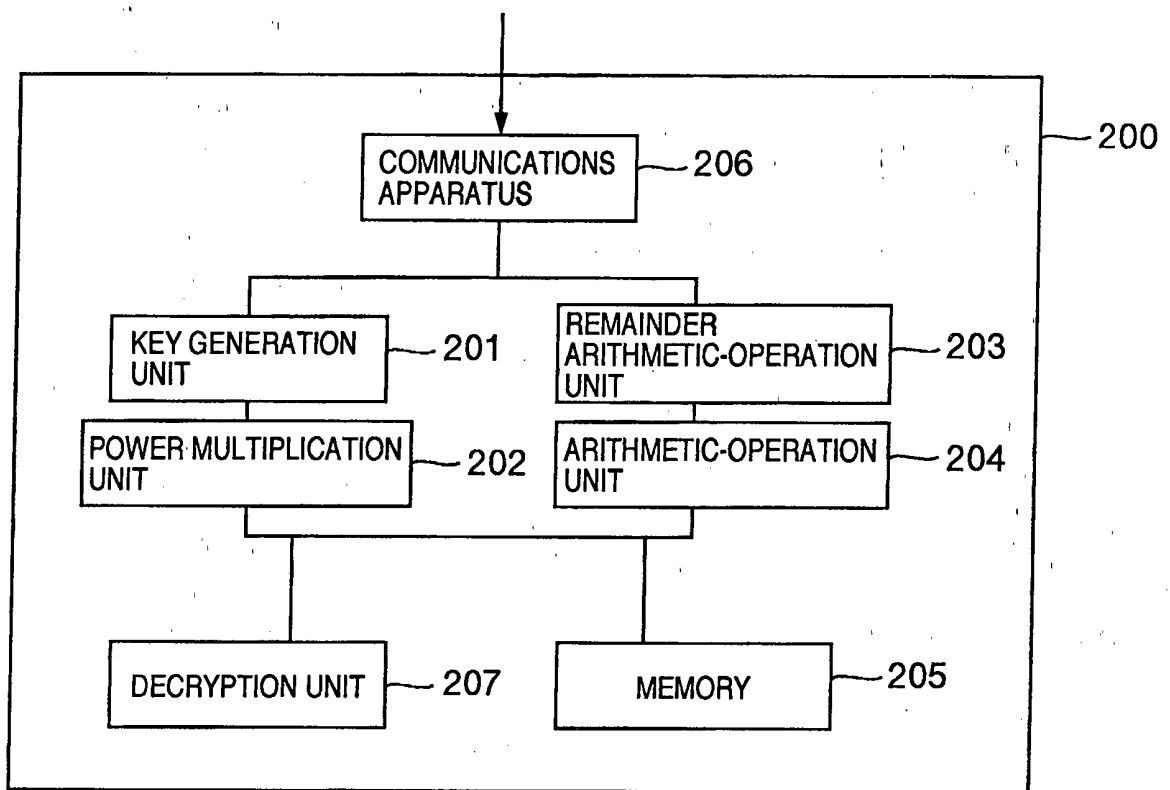 200
COMMUNICATIONS
APPARATUS
206
KEY GENERATION
UNIT
201
REMAINDER
ARITHMETIC-OPERATION
UNIT
203
POWER MULTIPLICATION
UNIT
202
ARITHMETIC-OPERATION
UNIT
204
DECRYPTION UNIT
207
MEMORY
205